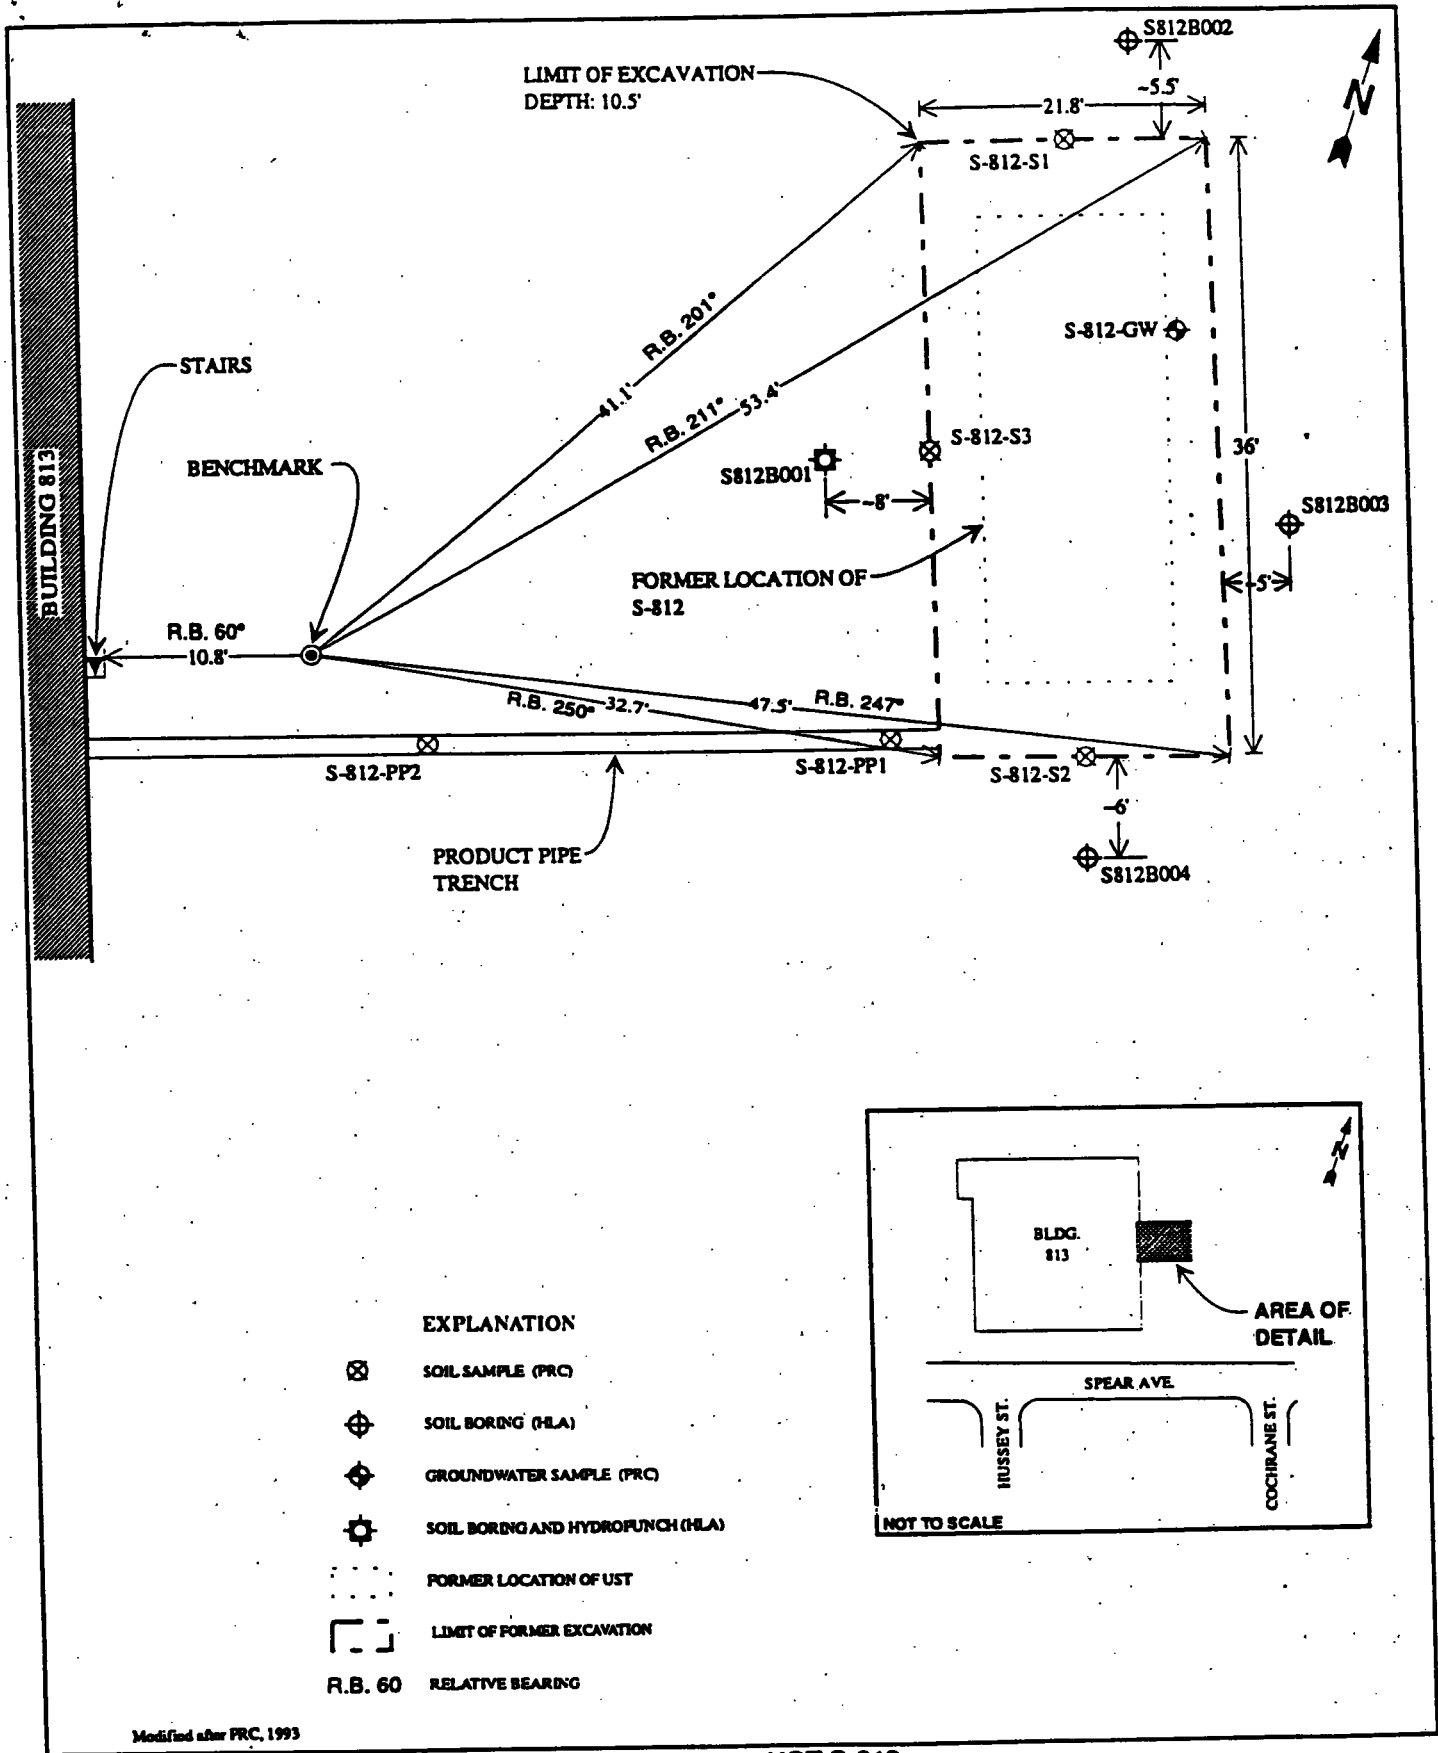 S812B002
LIMIT OF EXCAVATION
DEPTH: 10.5'
~5.5'
21.8'
N
S-812-S1
R.B. 201°
41.1'
S-812-GW
STAIRS
R.B. 211°
53.4'
S-812-S3
36'
BUILDING 813
BENCHMARK
S812B001
~8'
S812B003
FORMER LOCATION OF
S-812
~5'
R.B. 60°
10.8'
R.B. 250°
32.7'
47.5'
R.B. 247°
S-812-PP2
S-812-PP1
S-812-S2
~6'
PRODUCT PIPE
TRENCH
S812B004
N
BLDG.
813
AREA OF
DETAIL
SPEAR AVE.
HUSSEY ST.
COCHRANE ST.
NOT TO SCALE
EXPLANATION
SOIL SAMPLE (PRC)
SOIL BORING (HLA)
GROUNDWATER SAMPLE (PRC)
SOIL BORING AND HYDROPUNCH (HLA)
FORMER LOCATION OF UST
LIMIT OF FORMER EXCAVATION
R.B. 60 RELATIVE BEARING
Modified after PRC, 1993